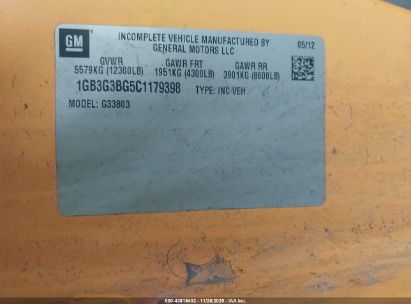 GM
INCOMPLETE VEHICLE MANUFACTURED BY
GENERAL MOTORS LLC
05/12
GVWR GAWR FRT GAWR RR
5579KG (12300LB) 1951KG (4300LB) 3901KG (8600LB)
1GB3G3BG5C1179398 TYPE: INC VEH
MODEL: G33803